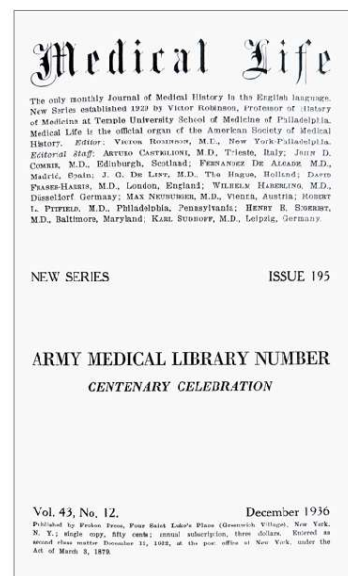 Medical Life
The only monthly Journal of Medical History in the English language.
New Series established 1929 by Victor Robinson, Professor of History
of Medicine at Temple University School of Medicine of Philadelphia.
Medical Life is the official organ of the American Society of Medical
History. Editor: VICTOR ROBINSON, M.D., New York-Philadelphia.
Editorial Staff: ARTURO CASTIGLIONI, M.D., Trieste, Italy; JOHN D.
COMRIE, M.D., Edinburgh, Scotland; FERNANDEZ DE ALCADE, M.D.,
Madrid, Spain; J. G. DE LINT, M.D., The Hague, Holland; DAVID
FRASER-HARRIS, M.D., London, England; WILHELM HABERLING, M.D.,
Düsseldorf Germany; MAX NEUBURGER, M.D., Vienna, Austria; ROBERT
L. PITFIELD, M.D., Philadelphia, Pennsylvania; HENRY E. SIGERIST,
M.D., Baltimore, Maryland; KARL SUDHOFF, M.D., Leipzig, Germany.
NEW SERIES ISSUE 195
ARMY MEDICAL LIBRARY NUMBER
CENTENARY CELEBRATION
Vol. 43, No. 12. December 1936
Published by Froben Press, Four Saint Luke's Place (Greenwich Village), New York,
N. Y.; single copy, fifty cents; annual subscription, three dollars. Entered as
second class matter December 11, 1922, at the post office at New York, under the
Act of March 3, 1879.